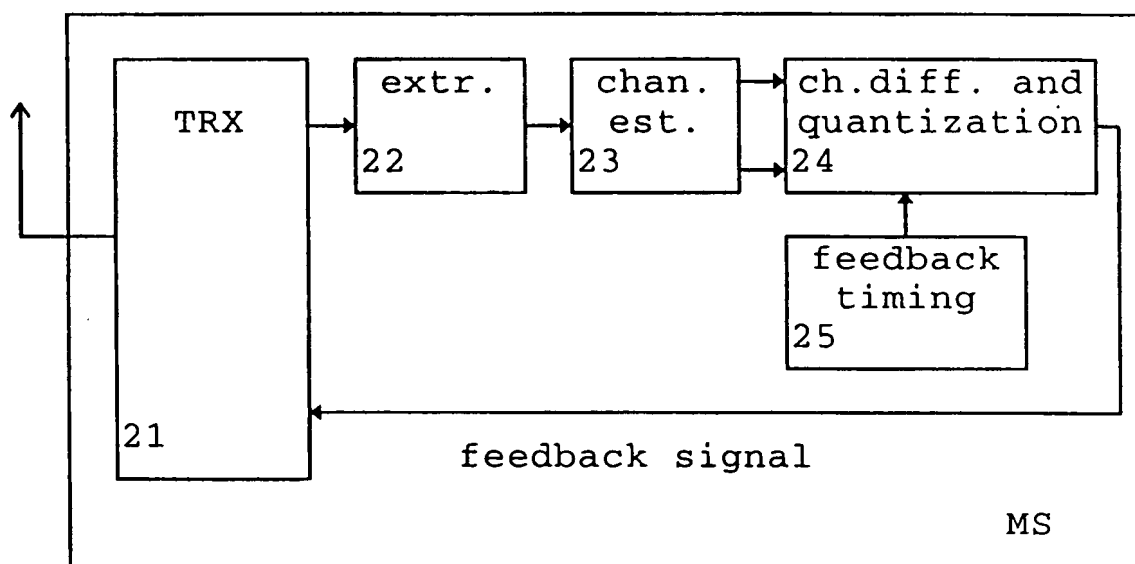 TRX
21
extr.
22
chan.
est.
23
ch.diff. and
quantization
24
feedback
timing
25
feedback signal
MS